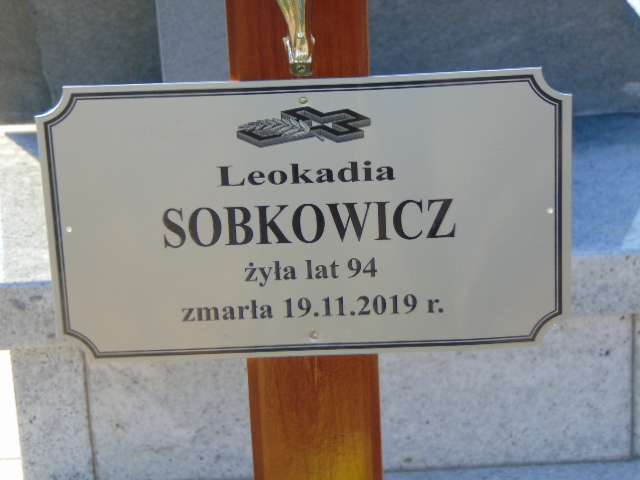 Leokadia
SOBKOWICZ
żyła lat 94
zmarła 19.11.2019 r.